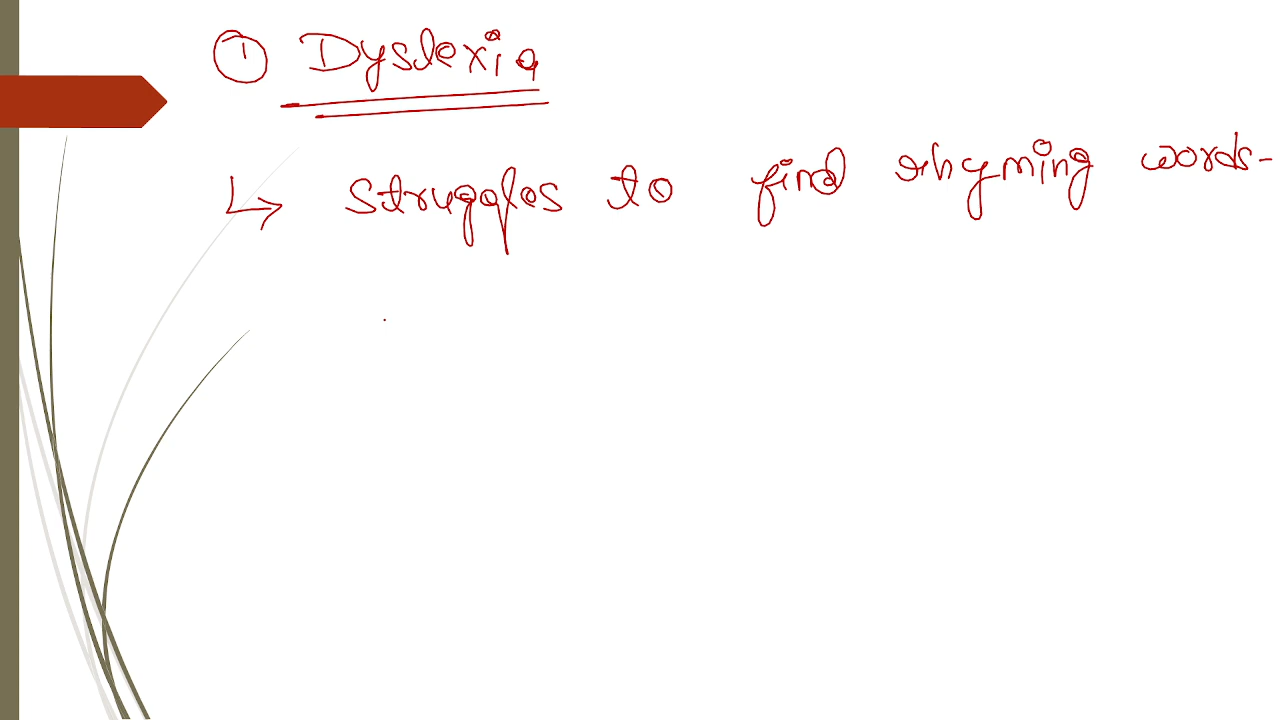 ① Dyslexia
↳ struggles to find rhyming words-